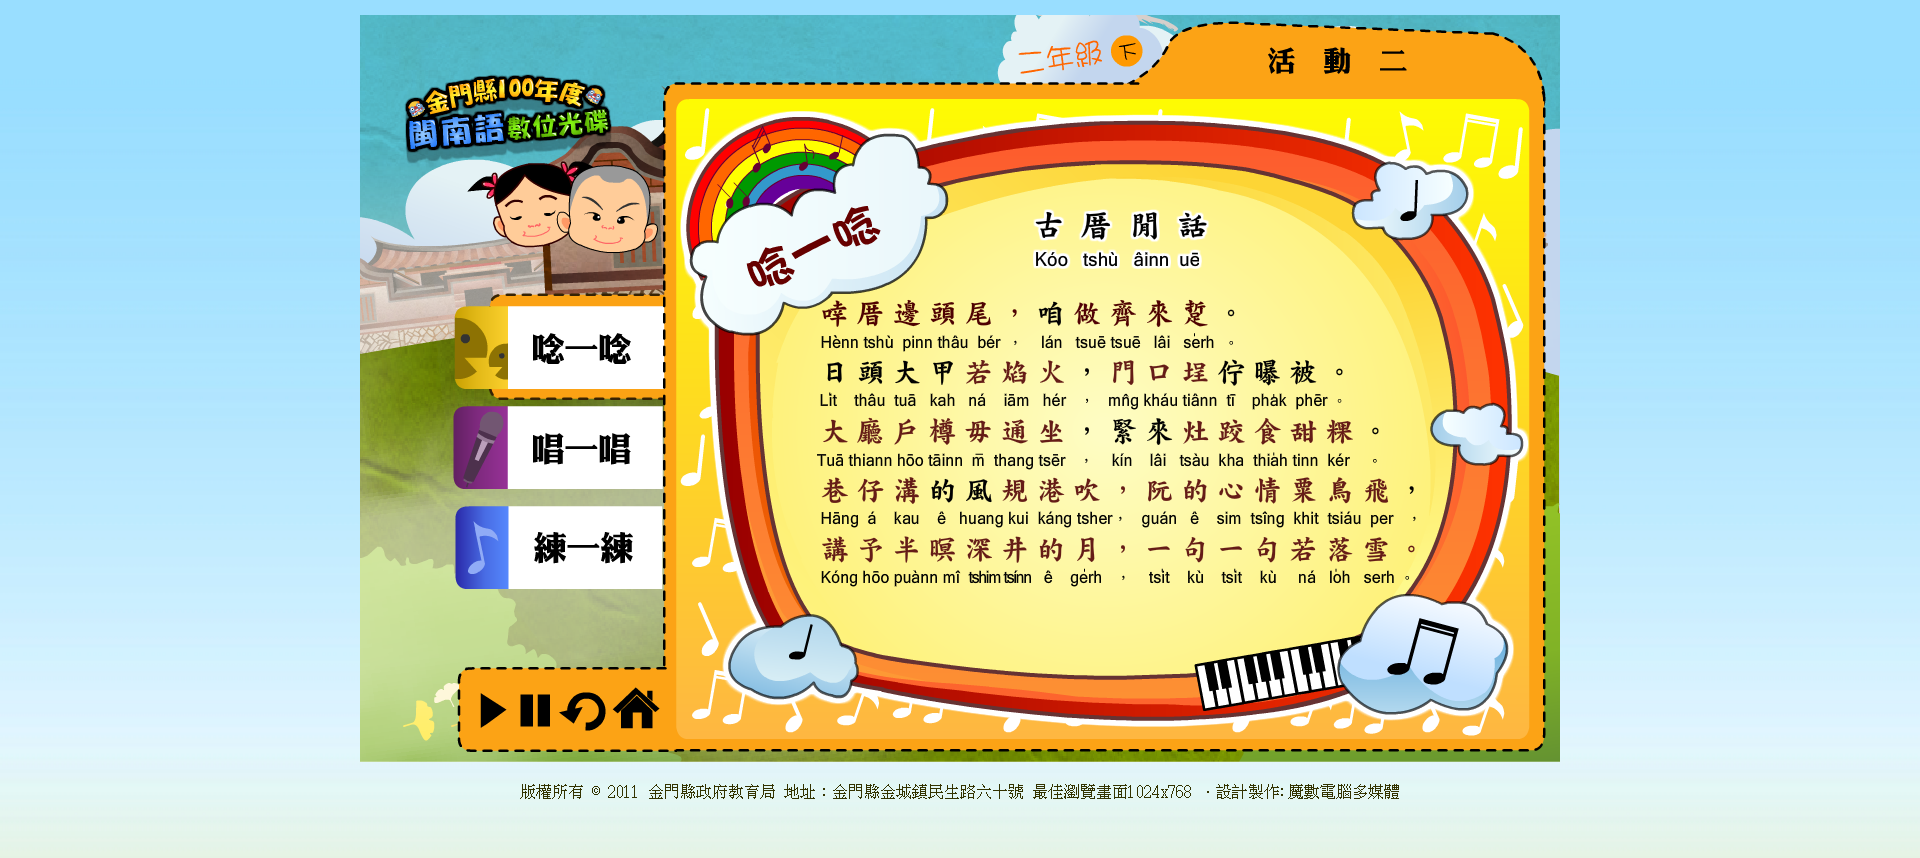 二年級 下
活 動 二
金門縣100年度
閩南語數位光碟
唸一唸
古厝閒話
Kóo tshù âinn uē
唸一唸
唱一唱
練一練
厝邊頭尾，咱做齊來踅。
Hènn tshù pinn thâu bér ， lán tsuē tsuē lâi se̍rh 。
日頭大甲若焰火，門口埕佇曝被。
Li̍t thâu tuā kah ná iām hér ， mn̂g kháu tiânn tī pha̍k phēr 。
大廳戶樽毋通坐，緊來灶跤食甜粿。
Tuā thiann hōo tāinn m̄ thang tsēr ， kín lâi tsàu kha thia̍h tinn kér 。
巷仔溝的風規港吹，阮的心情粟鳥飛，
Hāng á kau ê huang kui káng tsher， guán ê sim tsîng khit tsiáu per ，
講予半暝深井的月，一句一句若落雪。
Kóng hōo puànn mî tshim tsínn ê ge̍rh ， tsi̍t kù tsi̍t kù ná lo̍h serh 。
版權所有 © 2011 金門縣政府教育局 地址：金門縣金城鎮民生路六十號 最佳瀏覽畫面1024x768 ．設計製作: 魔數電腦多媒體